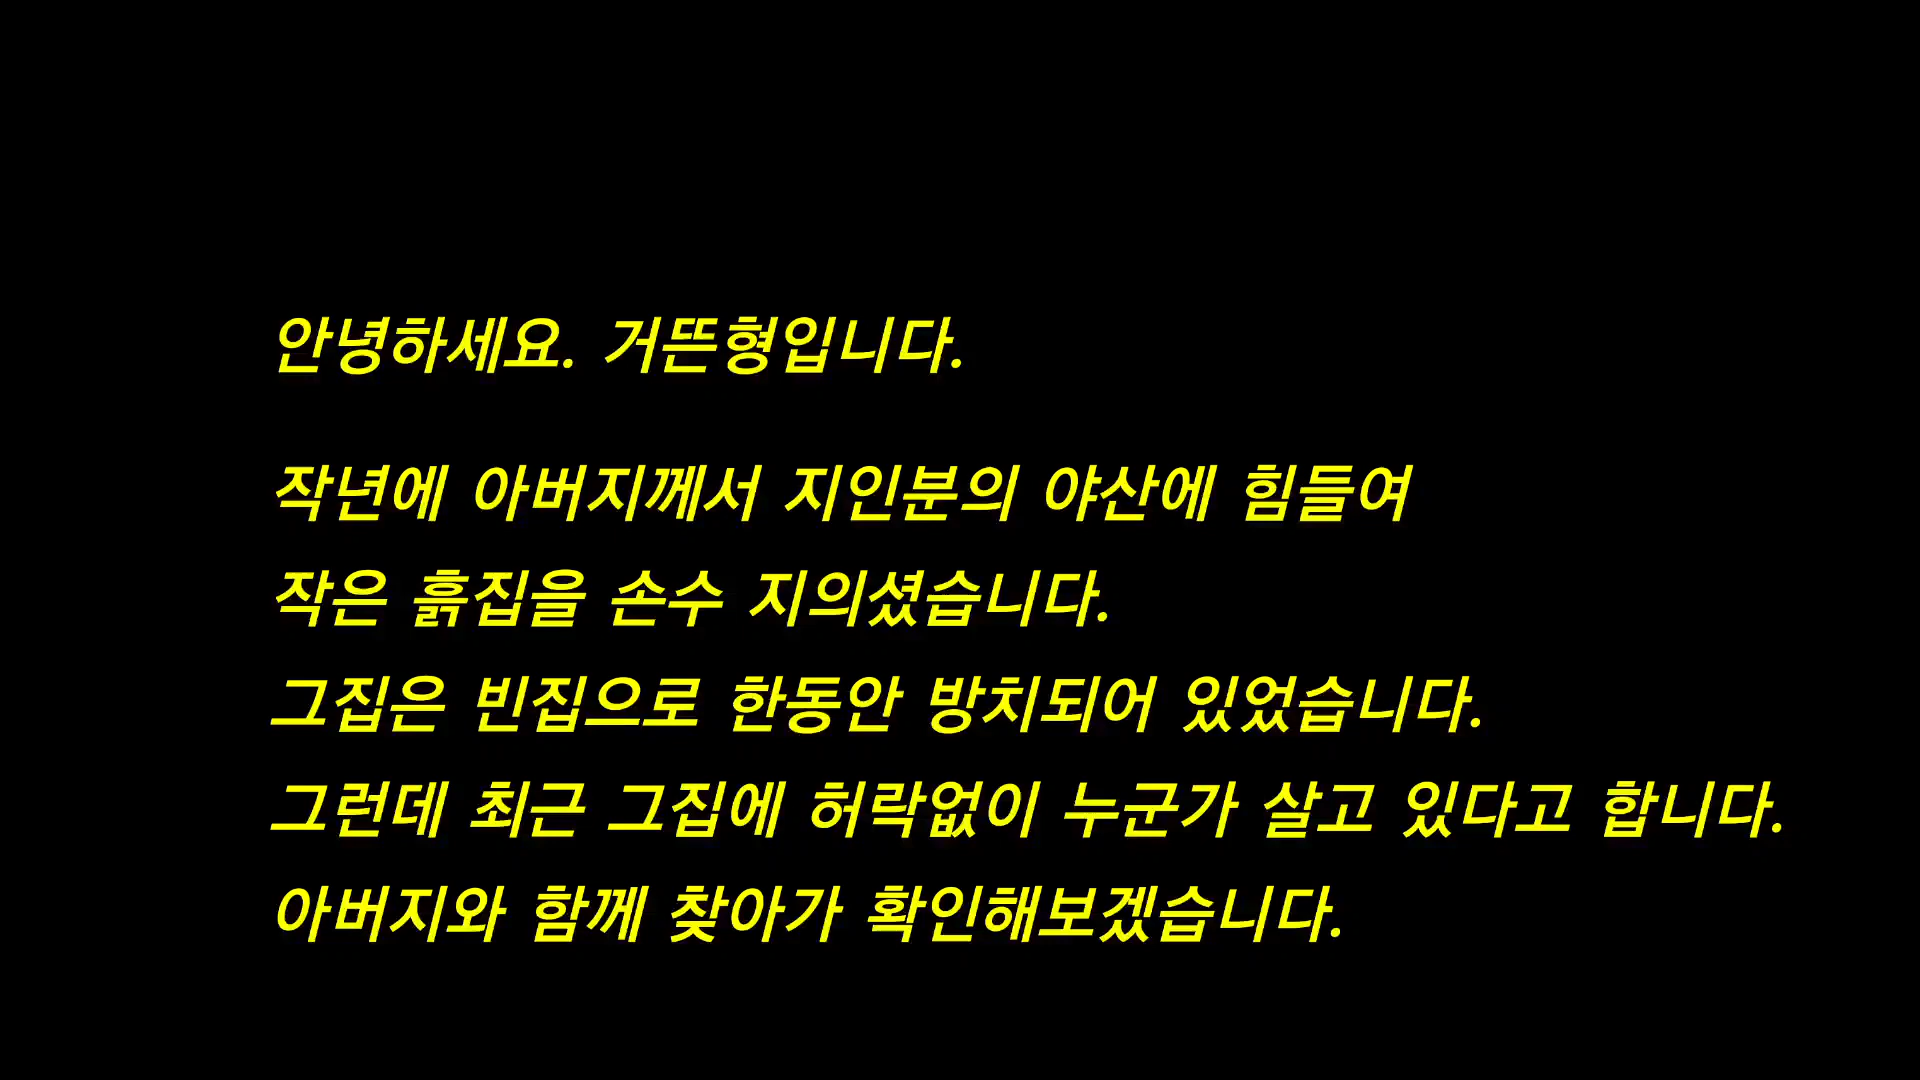 안녕하세요. 거뜬형입니다.
작년에 아버지께서 지인분의 야산에 힘들여
작은 흙집을 손수 지의셨습니다.
그집은 빈집으로 한동안 방치되어 있었습니다.
그런데 최근 그집에 허락없이 누군가 살고 있다고 합니다.
아버지와 함께 찾아가 확인해보겠습니다.